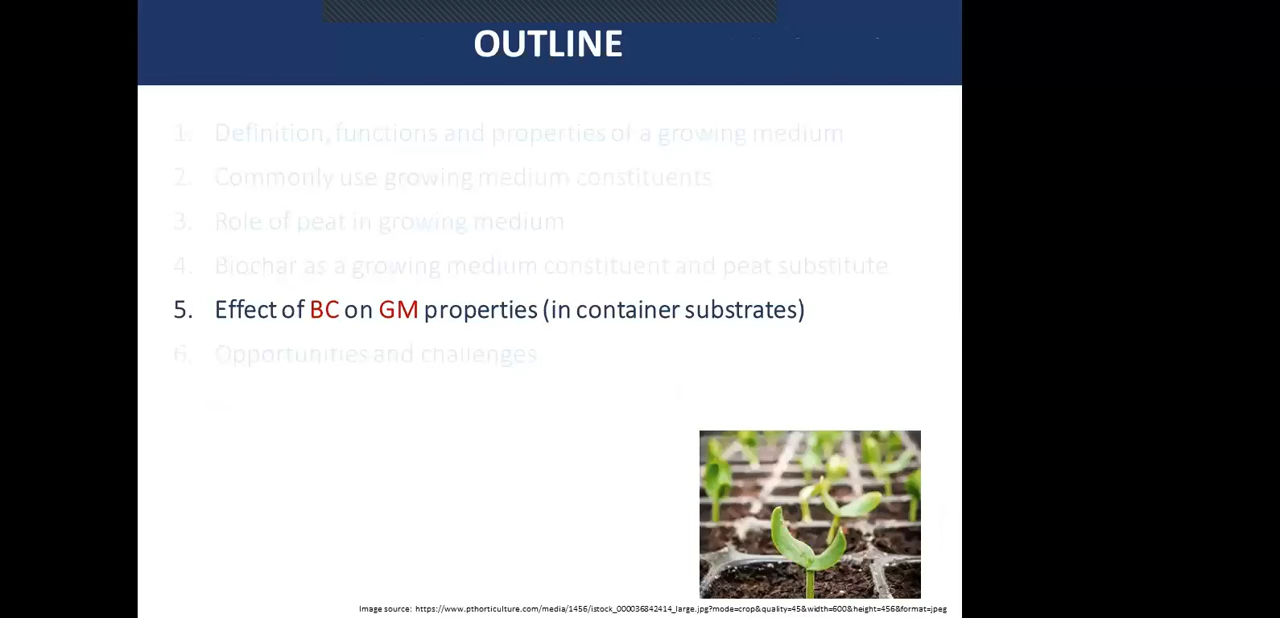 OUTLINE
1. Definition, functions and properties of a growing medium
2. Commonly use growing medium constituents
3. Role of peat in growing medium
4. Biochar as a growing medium constituent and peat substitute
5. Effect of BC on GM properties (in container substrates)
6. Opportunities and challenges
Image source: https://www.pthorticulture.com/media/1456/istock_000036842414_large.jpg?mode=crop&quality=45&width=600&height=456&format=jpeg